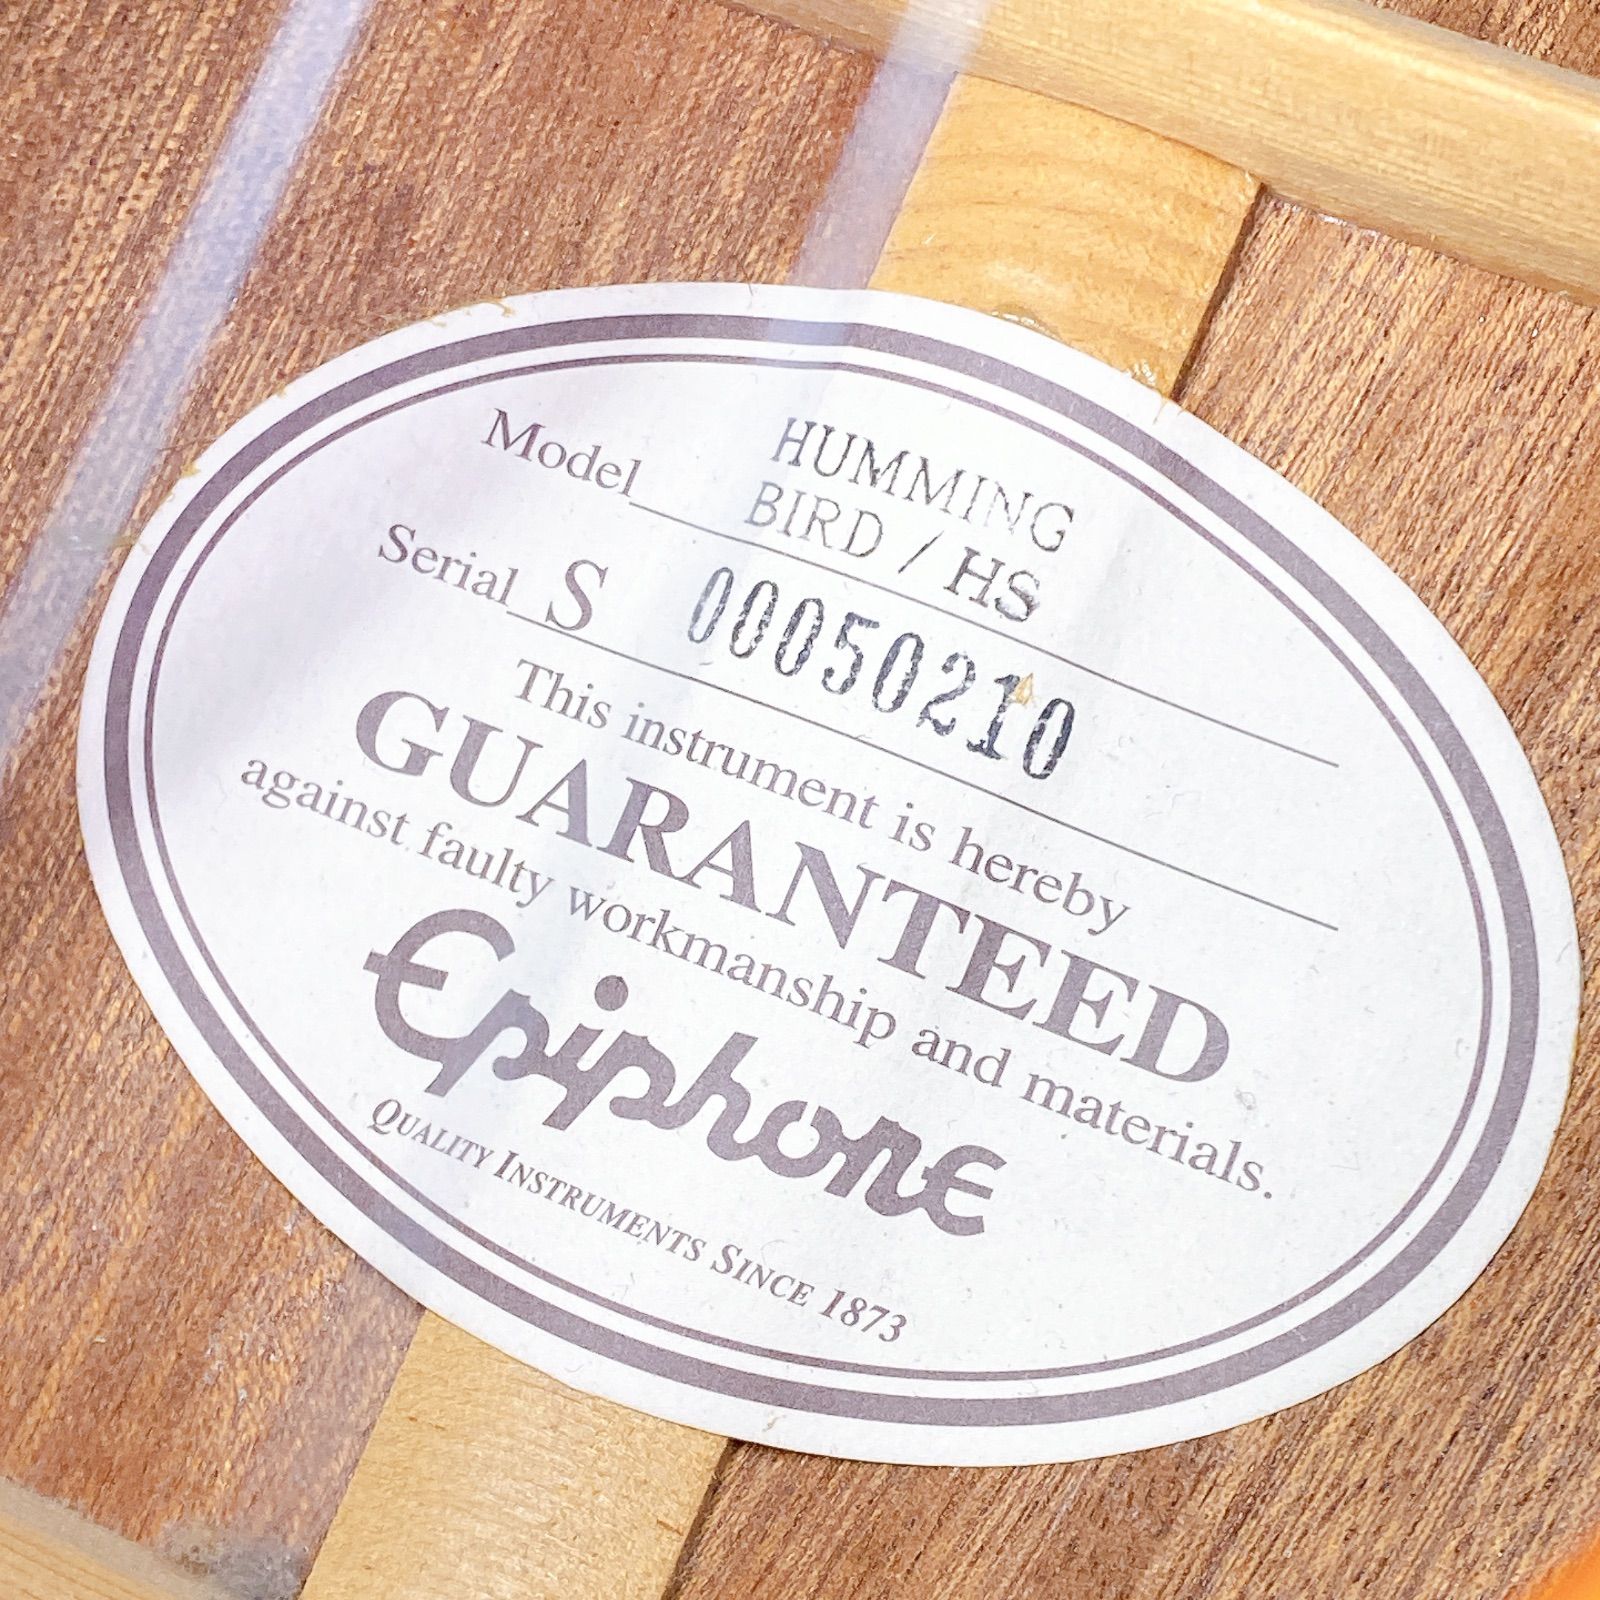 Model HUMMING
BIRD / HS
Serial S 00050210
This instrument is hereby
GUARANTEED
against faulty workmanship and materials.
Epiphone
QUALITY INSTRUMENTS SINCE 1873